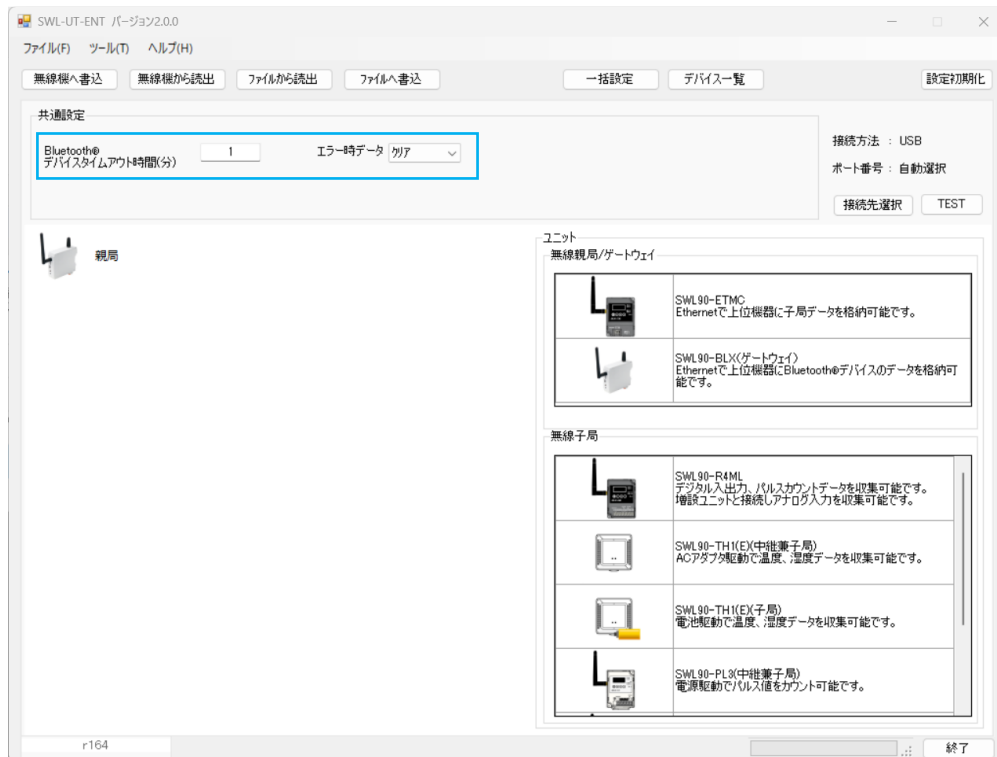 SWL-UT-ENT バージョン2.0.0
ファイル(F) ツール(T) ヘルプ(H)
無線機へ書込 無線機から読出 ファイルから読出 ファイルへ書込 一括設定 デバイス一覧 設定初期化
共通設定
Bluetooth®
デバイスタイムアウト時間(分) 1 エラー時データ クリア
接続方法 : USB
ポート番号 : 自動選択
接続先選択 TEST
親局
ユニット
無線親局/ゲートウェイ
SWL90-ETMC
Ethernetで上位機器に子局データを格納可能です。
SWL90-BLX(ゲートウェイ)
Ethernetで上位機器にBluetooth®デバイスのデータを格納可
能です。
無線子局
SWL90-R4ML
デジタル入出力、パルスカウントデータを収集可能です。
増設ユニットと接続しアナログ入力を収集可能です。
SWL90-TH1(E)(中継兼子局)
ACアダプタ駆動で温度、湿度データを収集可能です。
SWL90-TH1(E)(子局)
電池駆動で温度、湿度データを収集可能です。
SWL90-PL3(中継兼子局)
電源駆動でパルス値をカウント可能です。
r164
終了